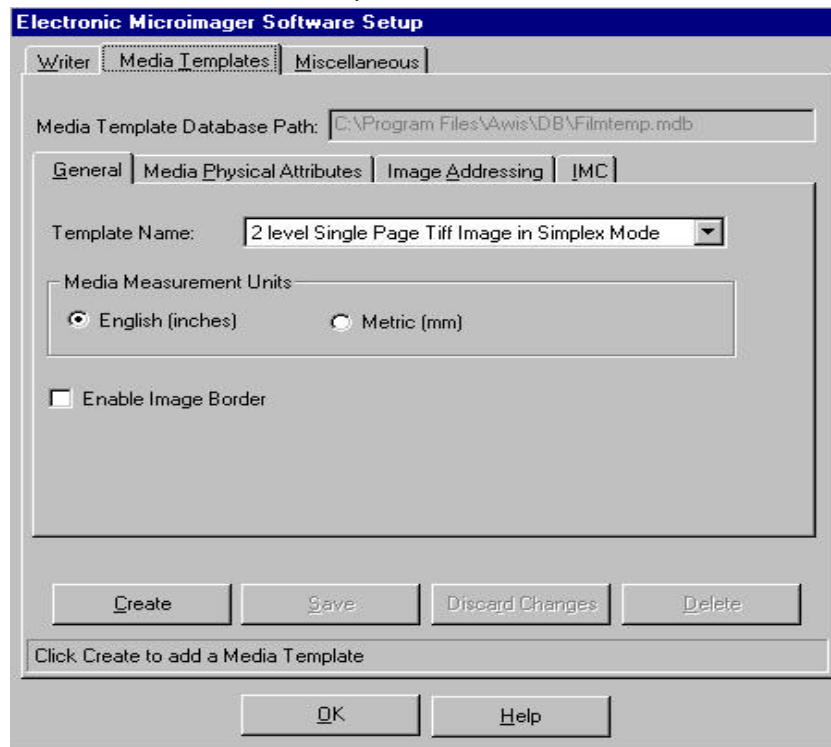 Electronic Microimager Software Setup
Writer Media Templates Miscellaneous
Media Template Database Path: C:\Program Files\Awis\DB\Filmtemp.mdb
General Media Physical Attributes Image Addressing IMC
Template Name: 2 level Single Page Tiff Image in Simplex Mode
Media Measurement Units
English (inches) Metric (mm)
Enable Image Border
Create Save Discard Changes Delete
Click Create to add a Media Template
OK Help